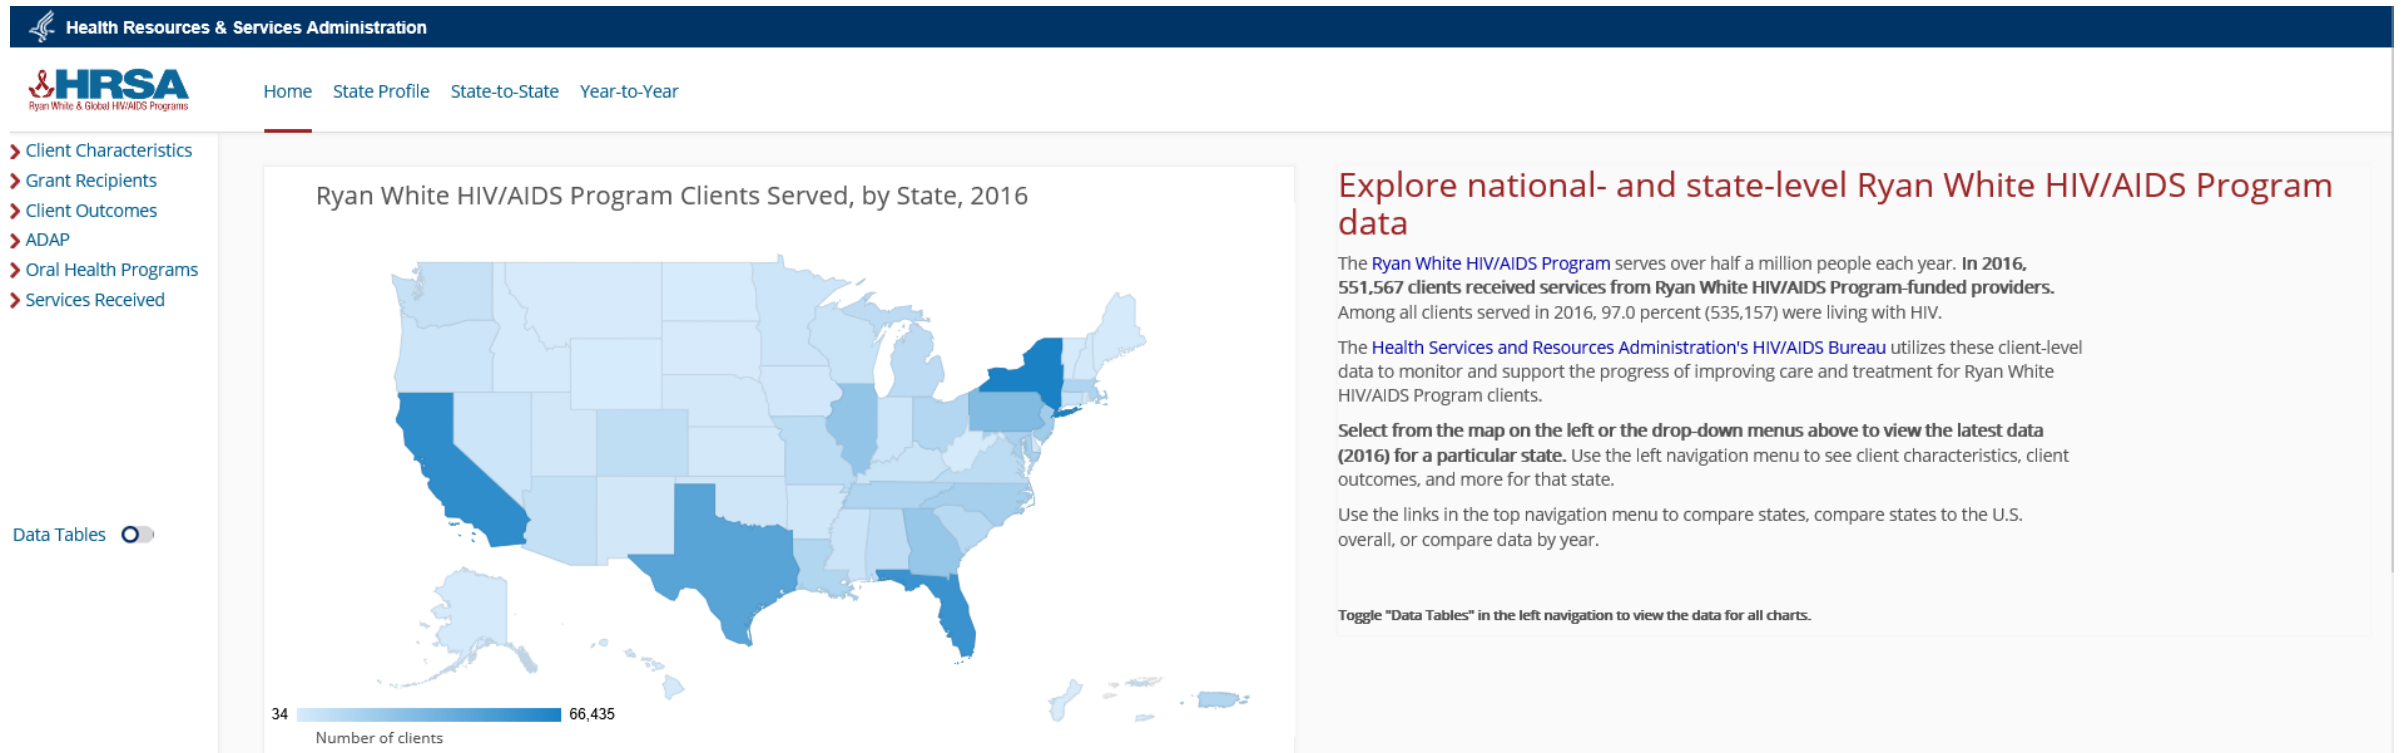 Health Resources & Services Administration
HRSA
Ryan White & Global HIV/AIDS Programs
Home State Profile State-to-State Year-to-Year
Client Characteristics
Grant Recipients
Client Outcomes
ADAP
Oral Health Programs
Services Received
Data Tables
Ryan White HIV/AIDS Program Clients Served, by State, 2016
34 66,435
Number of clients
Explore national- and state-level Ryan White HIV/AIDS Program
data
The Ryan White HIV/AIDS Program serves over half a million people each year. In 2016,
551,567 clients received services from Ryan White HIV/AIDS Program-funded providers.
Among all clients served in 2016, 97.0 percent (535,157) were living with HIV.
The Health Services and Resources Administration's HIV/AIDS Bureau utilizes these client-level
data to monitor and support the progress of improving care and treatment for Ryan White
HIV/AIDS Program clients.
Select from the map on the left or the drop-down menus above to view the latest data
(2016) for a particular state. Use the left navigation menu to see client characteristics, client
outcomes, and more for that state.
Use the links in the top navigation menu to compare states, compare states to the U.S.
overall, or compare data by year.
Toggle "Data Tables" in the left navigation to view the data for all charts.